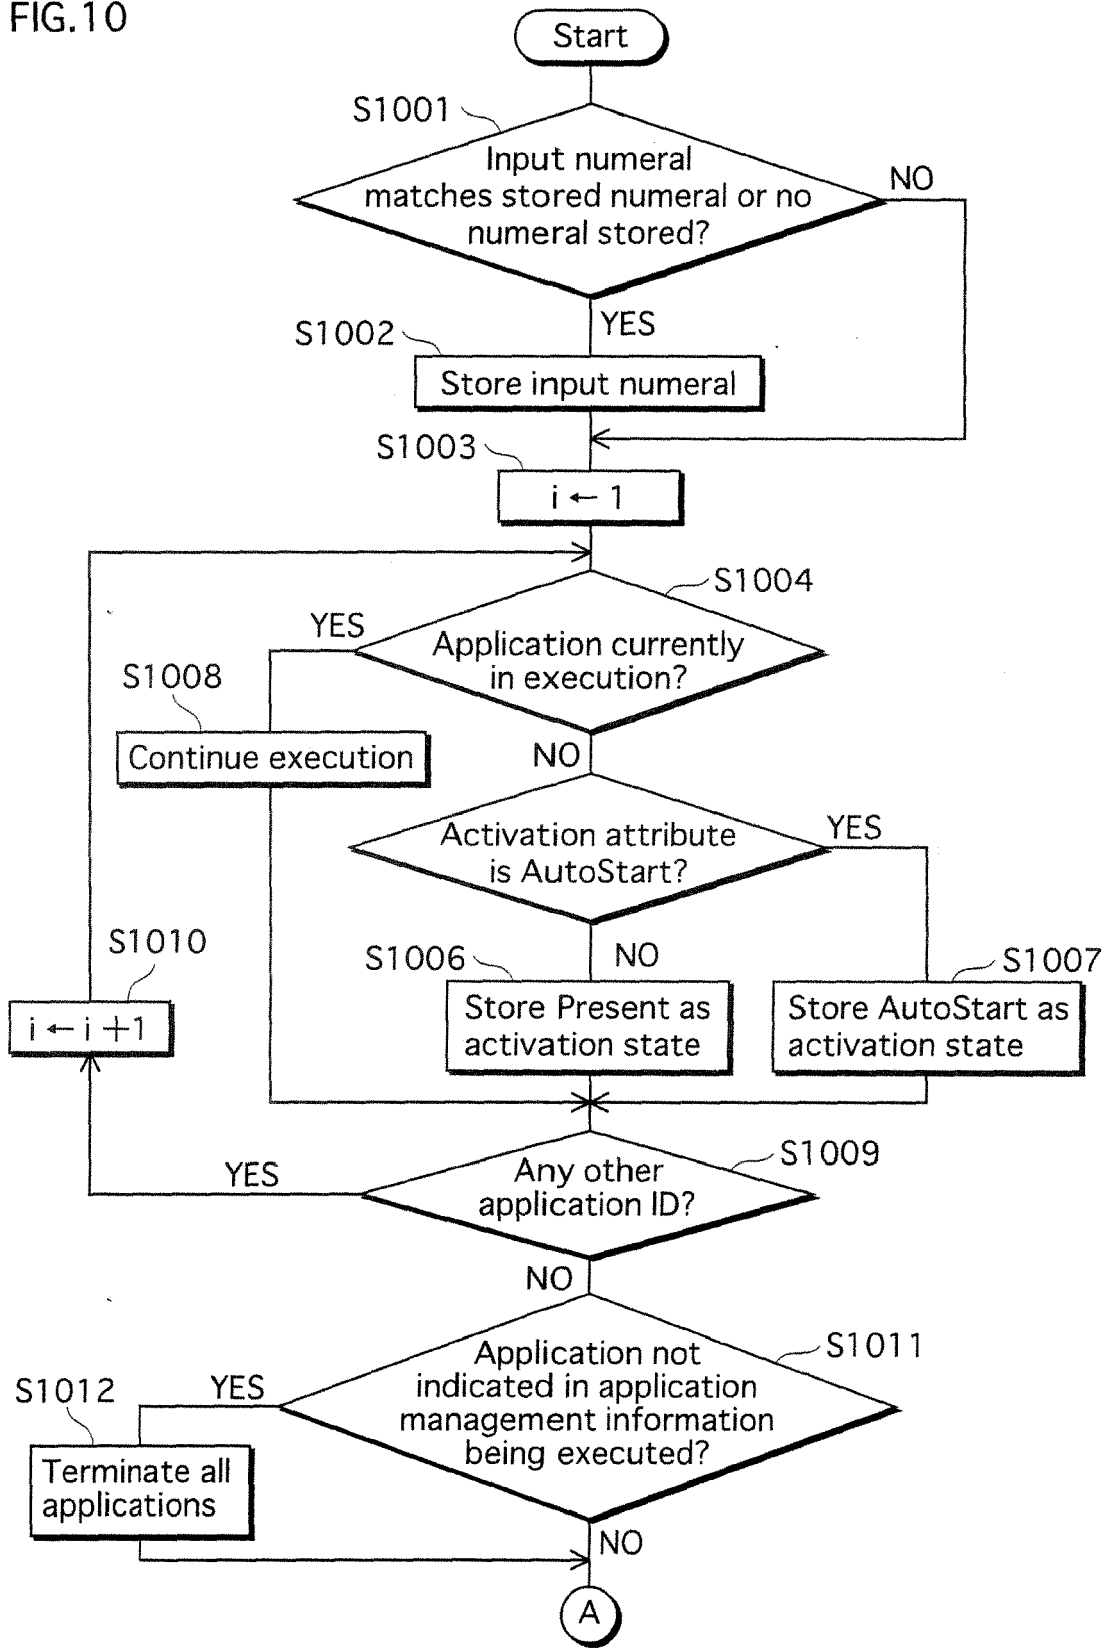 FIG.10
Start
S1001
Input numeral
matches stored numeral or no
numeral stored?
NO
YES
S1002
Store input numeral
S1003
i ← 1
S1004
YES
Application currently
in execution?
S1008
Continue execution
NO
Activation attribute
is AutoStart?
YES
S1010
i ← i +1
S1006
NO
S1007
Store Present as
activation state
Store AutoStart as
activation state
S1009
YES
Any other
application ID?
NO
S1011
Application not
indicated in application
management information
being executed?
S1012
YES
Terminate all
applications
NO
A